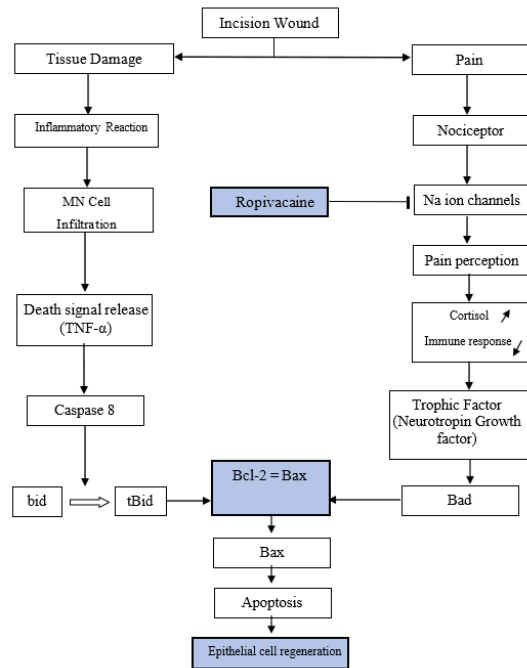 Incision Wound
Tissue Damage
Pain
Inflammatory Reaction
Nociceptor
MN Cell
Infiltration
Ropivacaine
Na ion channels
Pain perception
Death signal release
(TNF-α)
Cortisol
Immune response
Caspase 8
Trophic Factor
(Neurotropin Growth
factor)
bid
tBid
Bcl-2 = Bax
Bad
Bax
Apoptosis
Epithelial cell regeneration